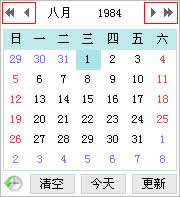 八月 1984
日 一 二 三 四 五 六
29 30 31 1 2 3 4
5 6 7 8 9 10 11
12 13 14 15 16 17 18
19 20 21 22 23 24 25
26 27 28 29 30 31 1
2 3 4 5 6 7 8
清空 今天 更新